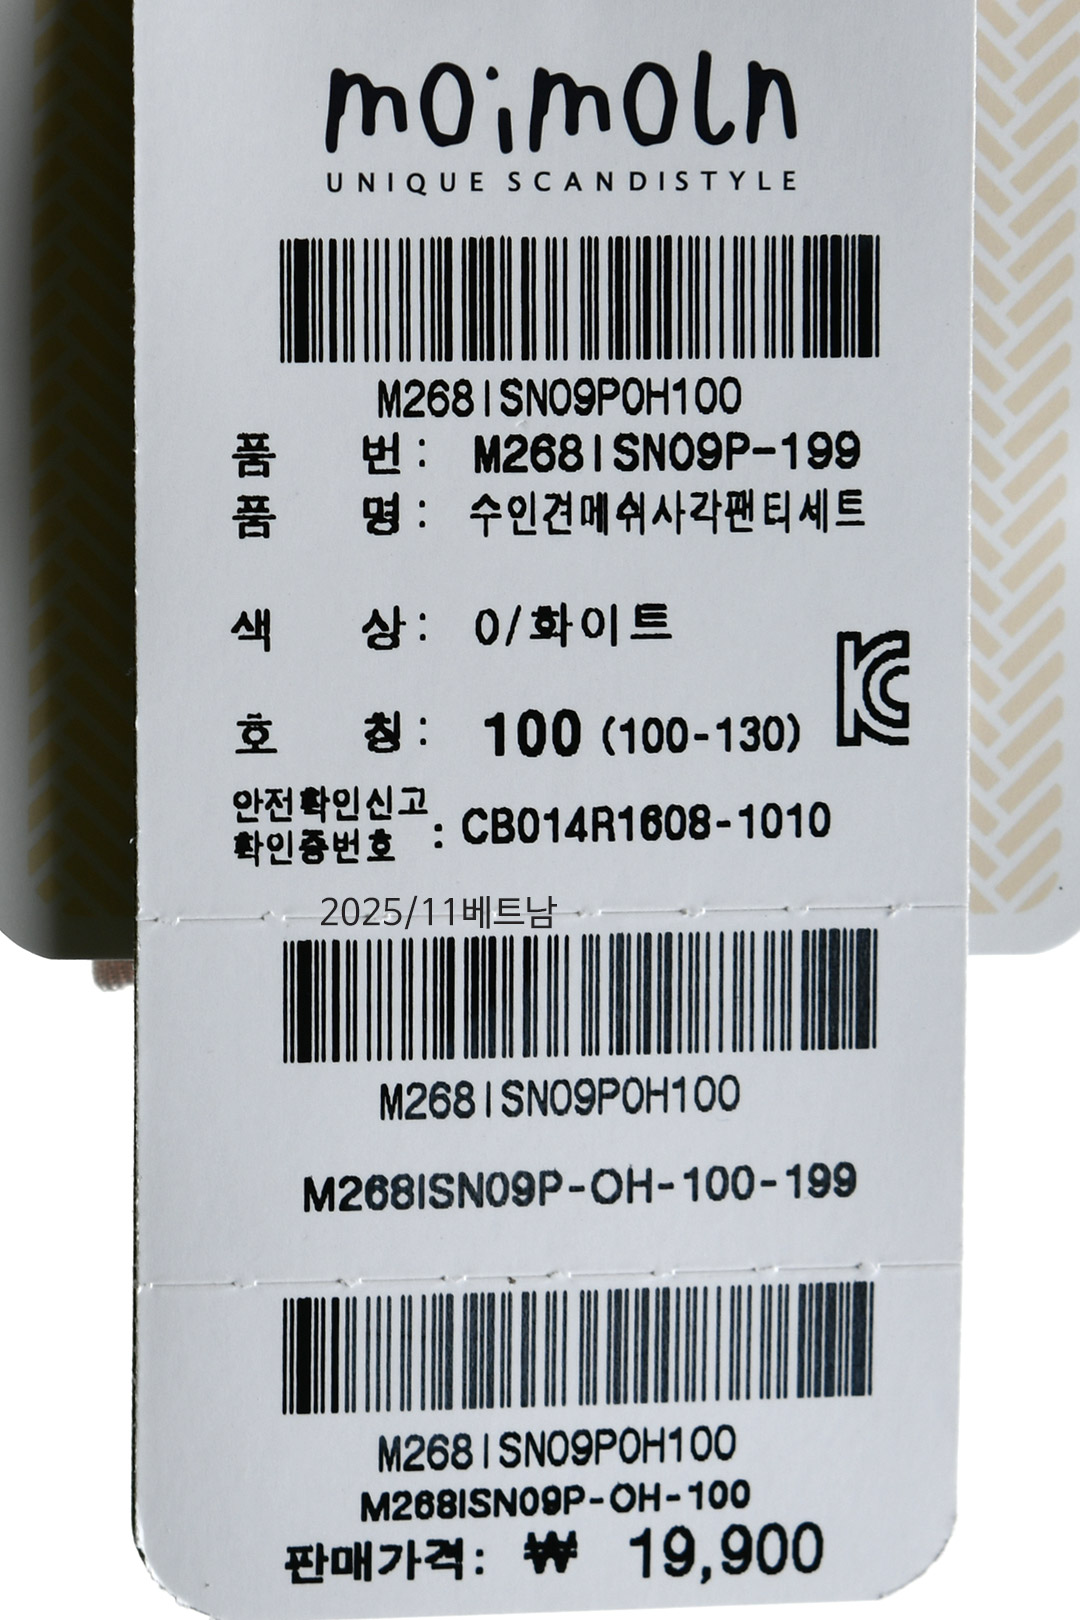 moimoln
UNIQUE SCANDISTYLE
M268ISN09POH100
품 번 : M268ISN09P-199
품 명 : 수인견메쉬사각팬티세트
색 상 : 0/화이트
호 칭 : 100 (100-130)
안전확인신고
확인증번호 : CB014R1608-1010
2025/11베트남
M268ISN09POH100
M268ISN09P-OH-100-199
M268ISN09POH100
M268ISN09P-OH-100
판매가격: ₩ 19,900